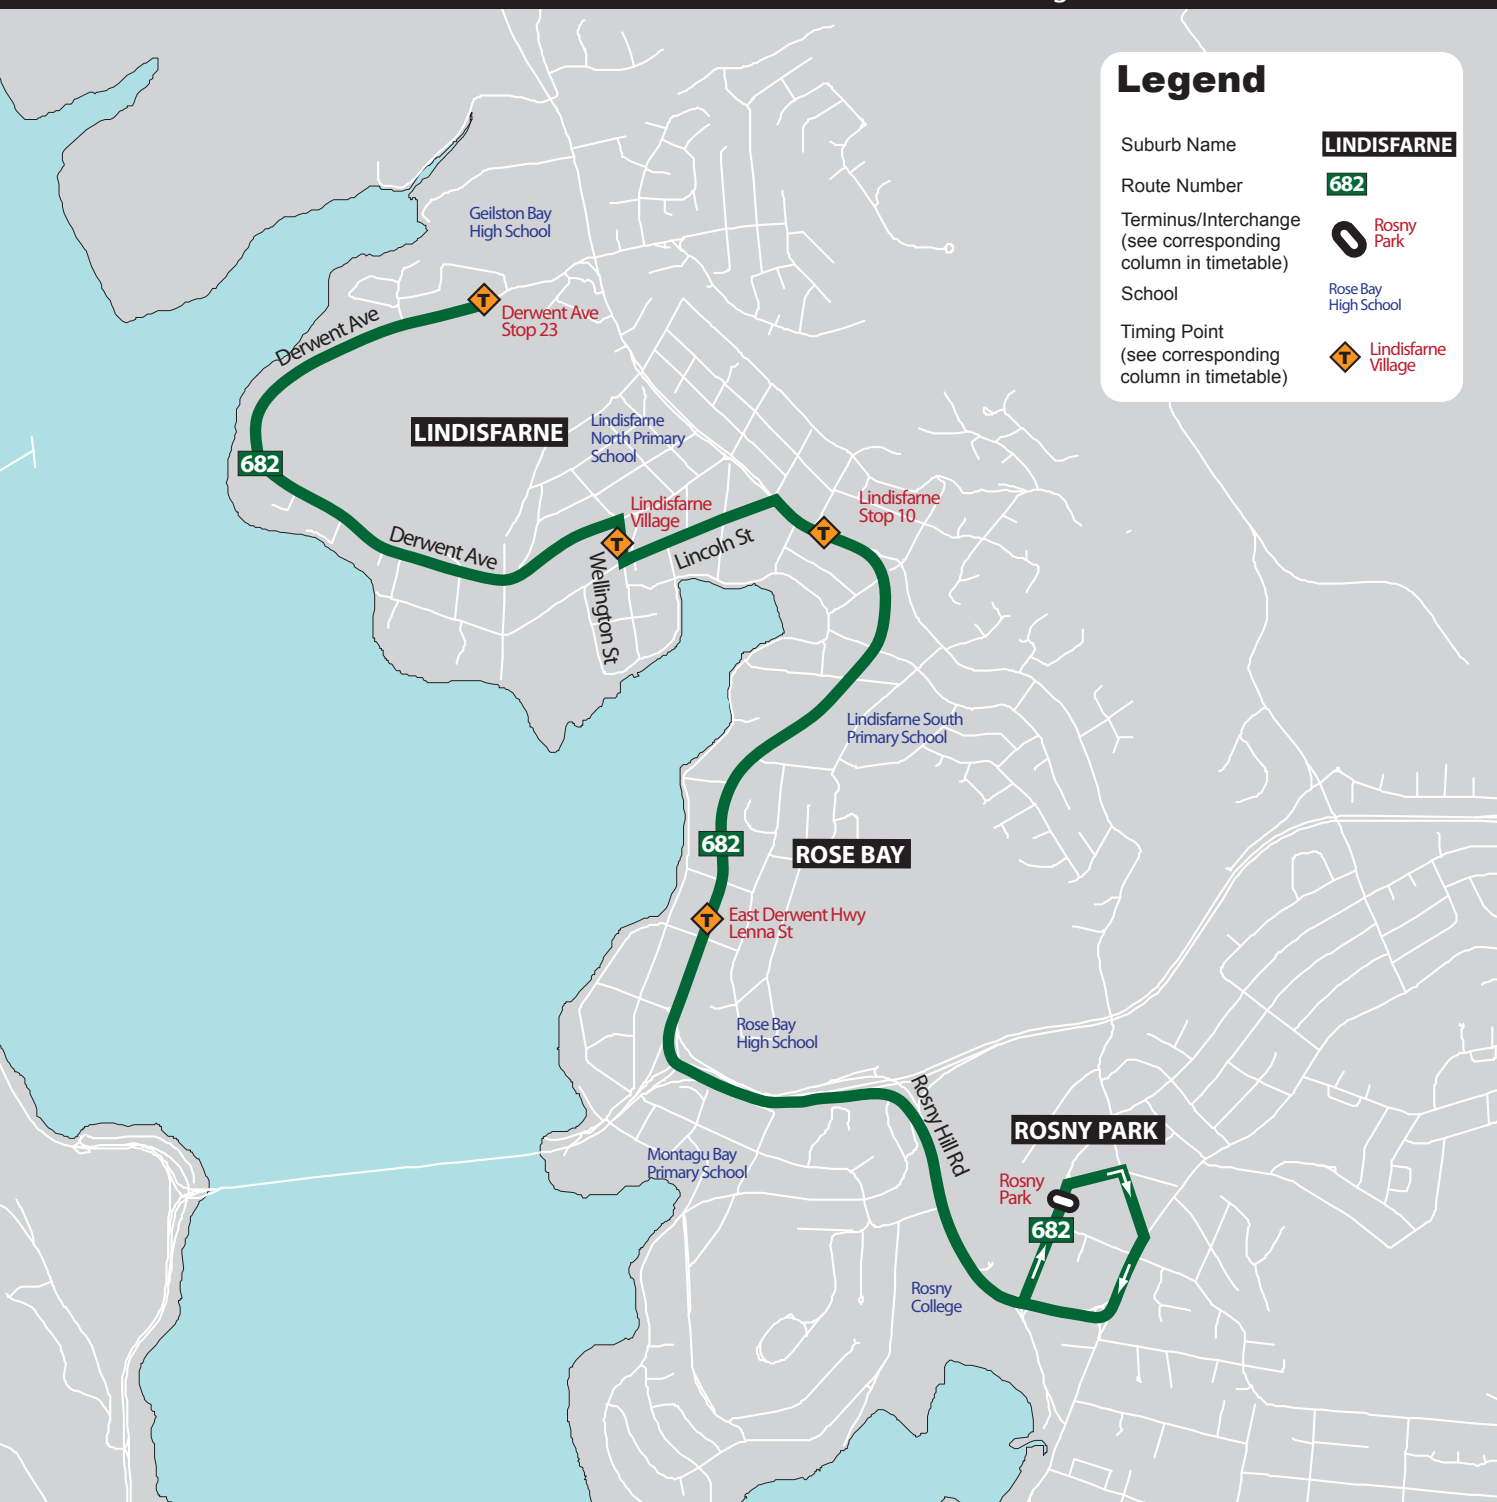 Legend
Suburb Name
LINDISFARNE
Route Number
682
Terminus/Interchange
(see corresponding
column in timetable)
Rosny
Park
School
Rose Bay
High School
Timing Point
(see corresponding
column in timetable)
T
Lindisfarne
Village
Geilston Bay
High School
T
Derwent Ave
Stop 23
Derwent Ave
LINDISFARNE
Lindisfarne
North Primary
School
682
Lindisfarne
Village
T
Lindisfarne
Stop 10
T
Derwent Ave
Lincoln St
Wellington St
Lindisfarne South
Primary School
682
ROSE BAY
T
East Derwent Hwy
Lenna St
Rose Bay
High School
Rosny Hill Rd
ROSNY PARK
Montagu Bay
Primary School
Rosny
Park
682
Rosny
College